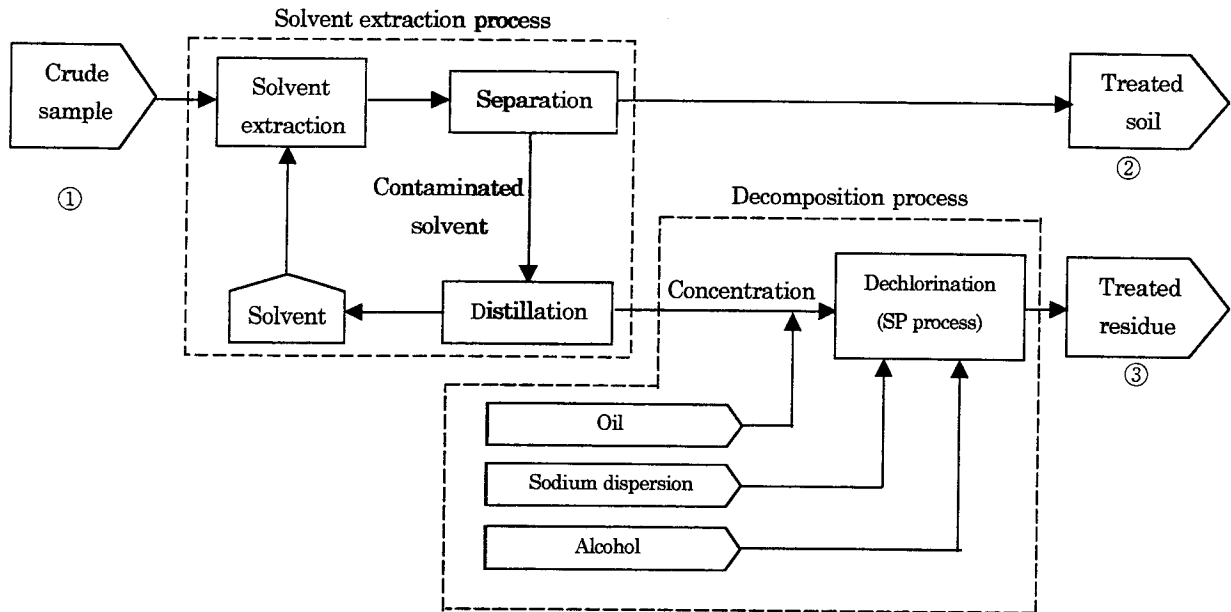 Solvent extraction process
Crude
sample
①
Solvent
extraction
Separation
Treated
soil
②
Contaminated
solvent
Decomposition process
Solvent
Distillation
Concentration
Dechlorination
(SP process)
Treated
residue
③
Oil
Sodium dispersion
Alcohol